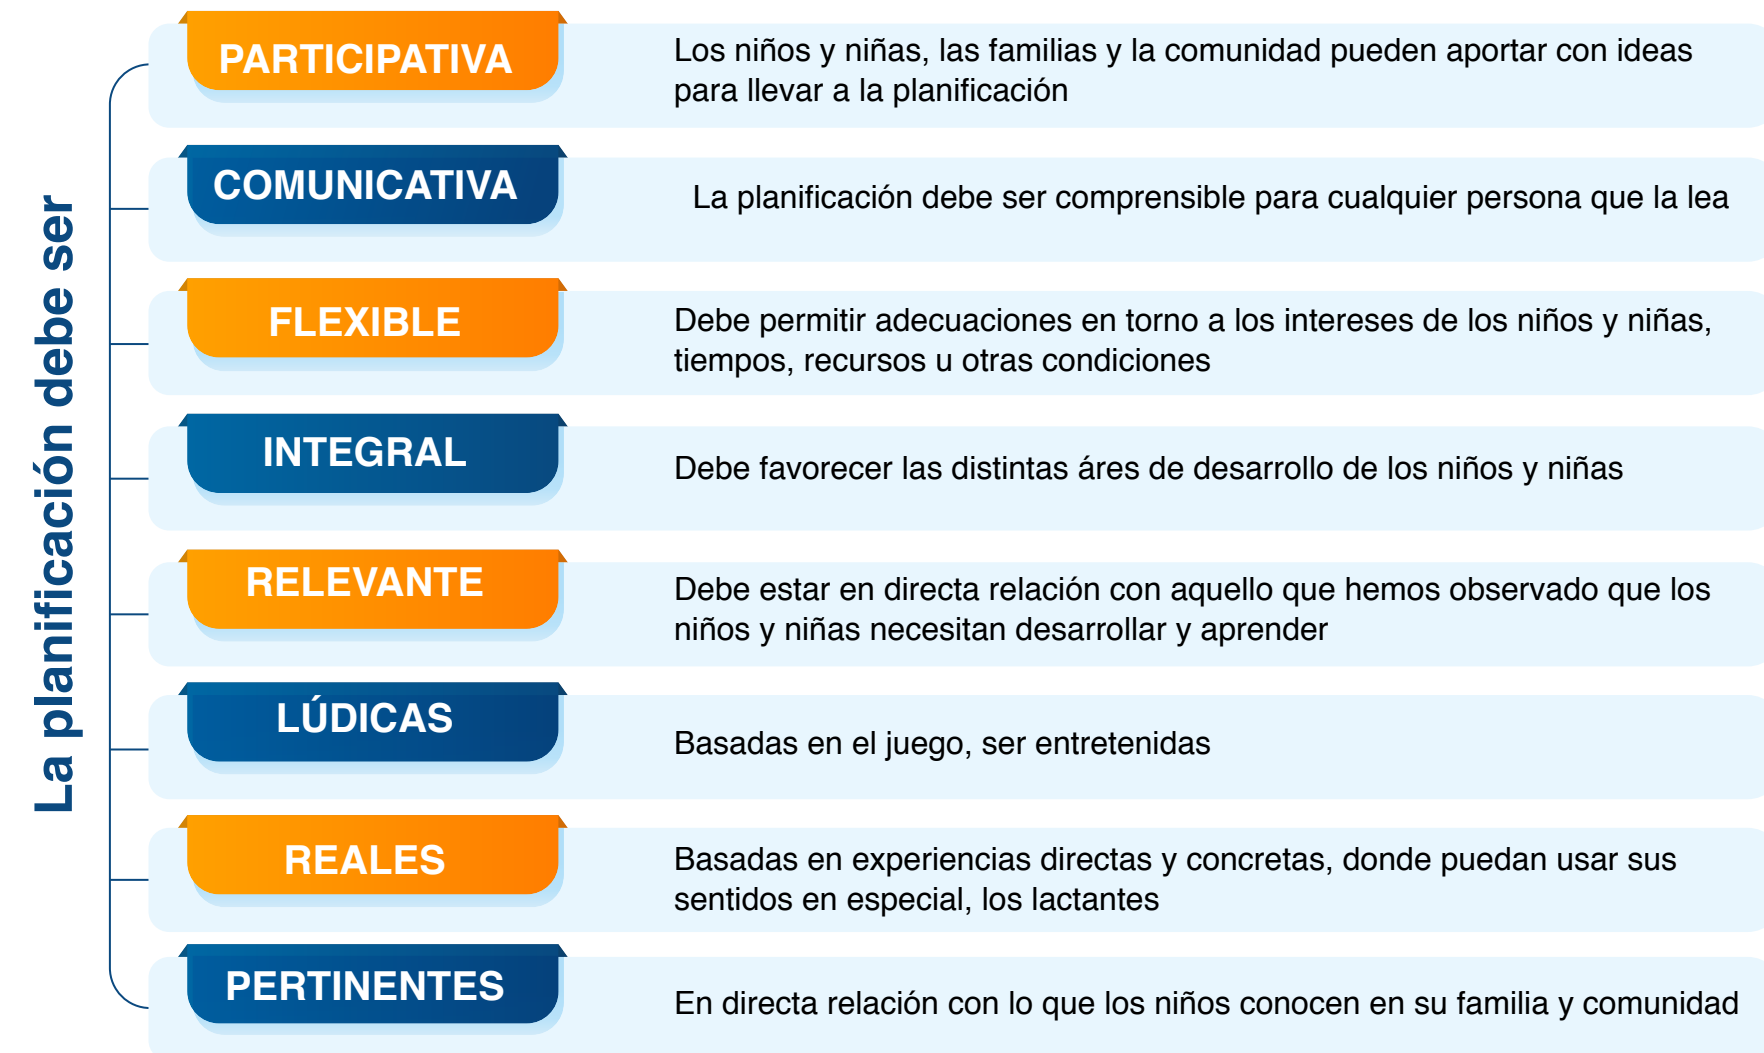 La planificación debe ser
PARTICIPATIVA
Los niños y niñas, las familias y la comunidad pueden aportar con ideas
para llevar a la planificación
COMUNICATIVA
La planificación debe ser comprensible para cualquier persona que la lea
FLEXIBLE
Debe permitir adecuaciones en torno a los intereses de los niños y niñas,
tiempos, recursos u otras condiciones
INTEGRAL
Debe favorecer las distintas áres de desarrollo de los niños y niñas
RELEVANTE
Debe estar en directa relación con aquello que hemos observado que los
niños y niñas necesitan desarrollar y aprender
LÚDICAS
Basadas en el juego, ser entretenidas
REALES
Basadas en experiencias directas y concretas, donde puedan usar sus
sentidos en especial, los lactantes
PERTINENTES
En directa relación con lo que los niños conocen en su familia y comunidad